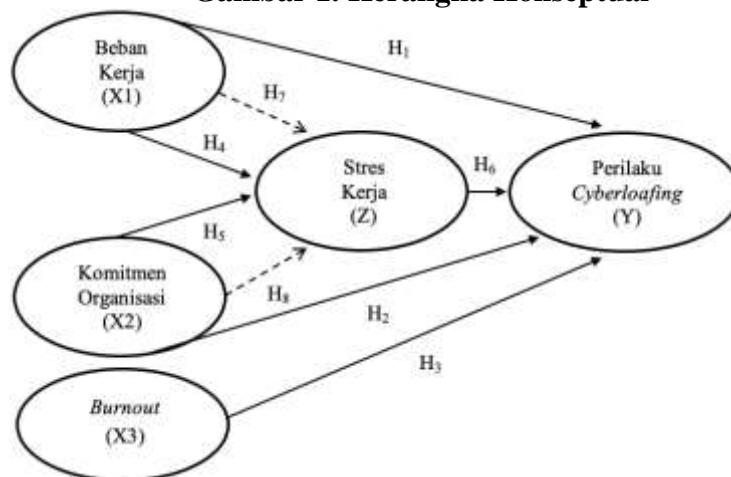 Gambar 1. Kerangka Konseptual
Beban
Kerja
(X1)
H₁
H₇
H₄
Stres
Kerja
(Z)
H₆
Perilaku
Cyberloafing
(Y)
H₅
Komitmen
Organisasi
(X2)
H₈
H₂
H₃
Burnout
(X3)